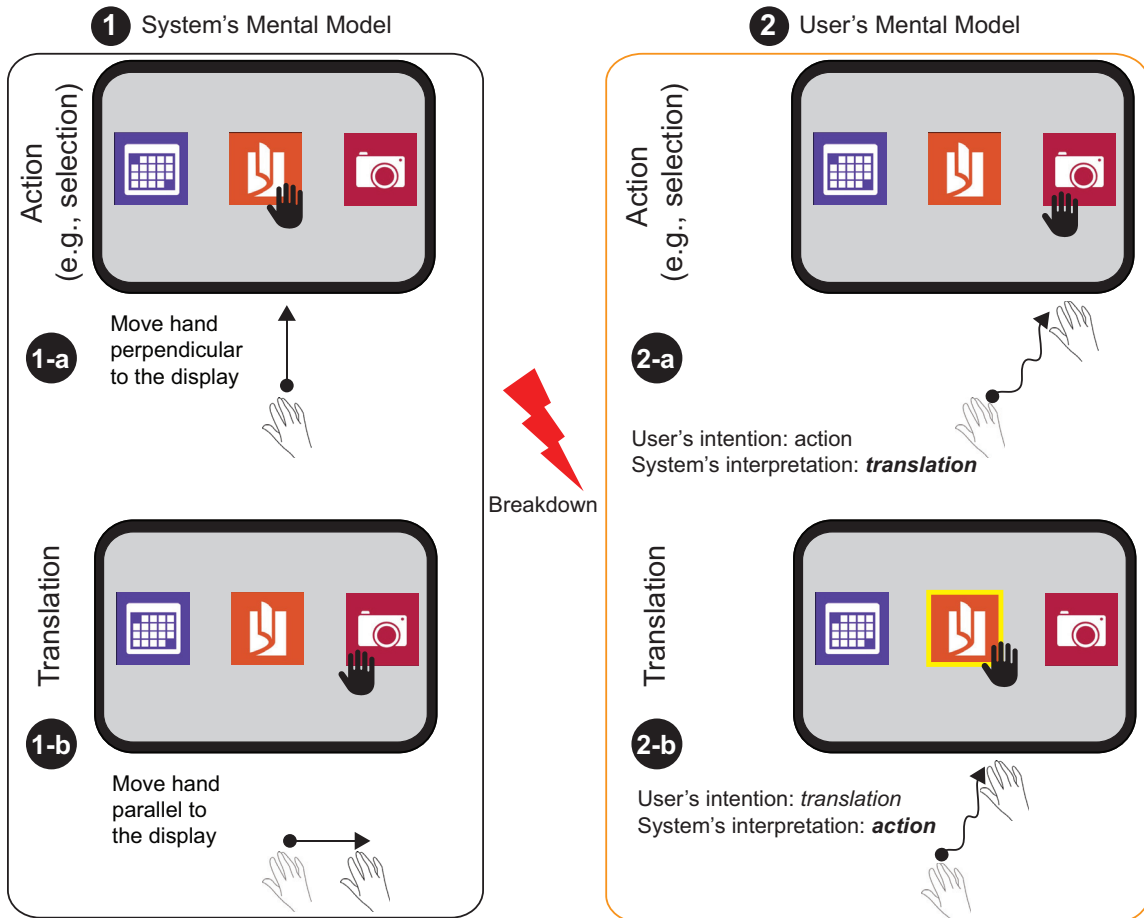 1 System's Mental Model
Action
(e.g., selection)
1-a
Move hand
perpendicular
to the display
Translation
1-b
Move hand
parallel to
the display
Breakdown
2 User's Mental Model
Action
(e.g., selection)
2-a
User's intention: action
System's interpretation: translation
Translation
2-b
User's intention: translation
System's interpretation: action